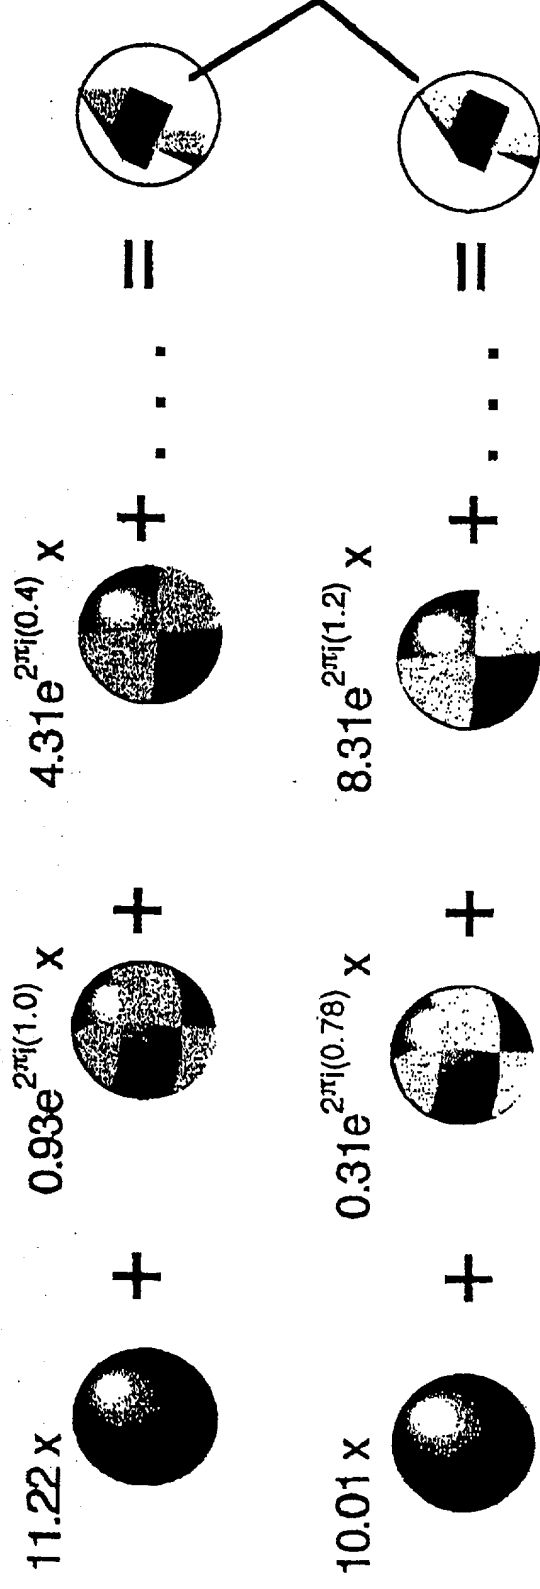 11.22 x + 0.93e^2πi(1.0) x + 4.31e^2πi(0.4) x + . . . =
10.01 x + 0.31e^2πi(0.78) x + 8.31e^2πi(1.2) x + . . . =